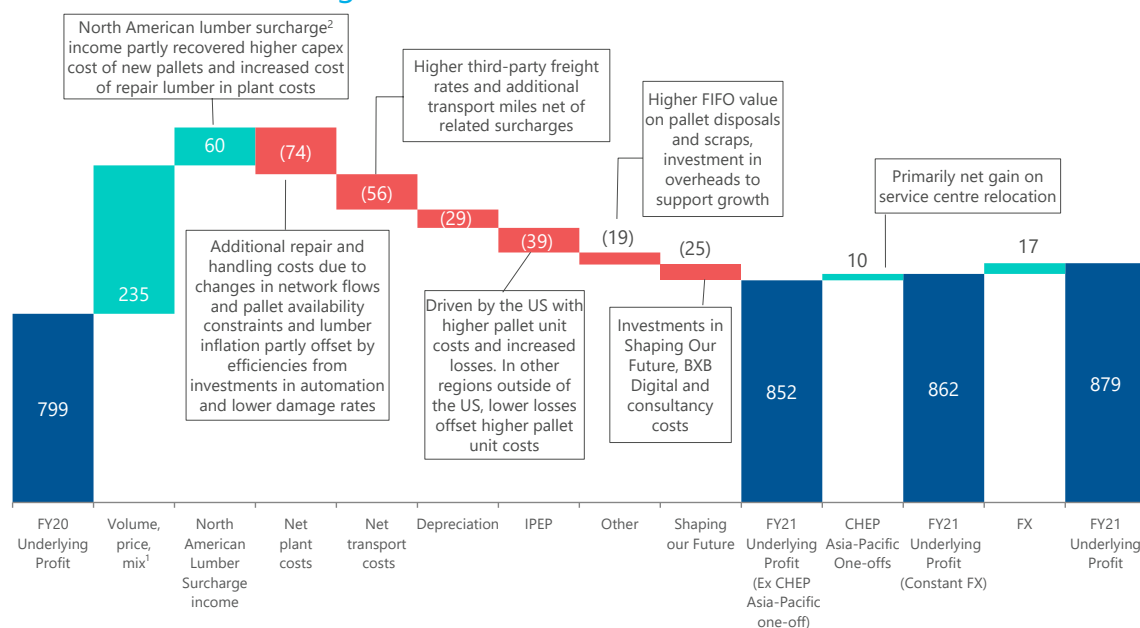 North American lumber surcharge²
income partly recovered higher capex
cost of new pallets and increased cost
of repair lumber in plant costs
Higher third-party freight
rates and additional
transport miles net of
related surcharges
Higher FIFO value
on pallet disposals
and scraps,
investment in
overheads to
support growth
Primarily net gain on
service centre relocation
60
(74)
(56)
(29)
(39)
(19)
(25)
10
17
235
799
852
862
879
Additional repair and
handling costs due to
changes in network flows
and pallet availability
constraints and lumber
inflation partly offset by
efficiencies from
investments in automation
and lower damage rates
Driven by the US with
higher pallet unit
costs and increased
losses. In other
regions outside of
the US, lower losses
offset higher pallet
unit costs
Investments in
Shaping Our
Future, BXB
Digital and
consultancy
costs
FY20
Underlying
Profit
Volume,
price,
mix¹
North
American
Lumber
Surcharge
income
Net
plant
costs
Net
transport
costs
Depreciation
IPEP
Other
Shaping
our Future
FY21
Underlying
Profit
(Ex CHEP
Asia-Pacific
one-off)
CHEP
Asia-Pacific
One-offs
FY21
Underlying
Profit
(Constant FX)
FX
FY21
Underlying
Profit